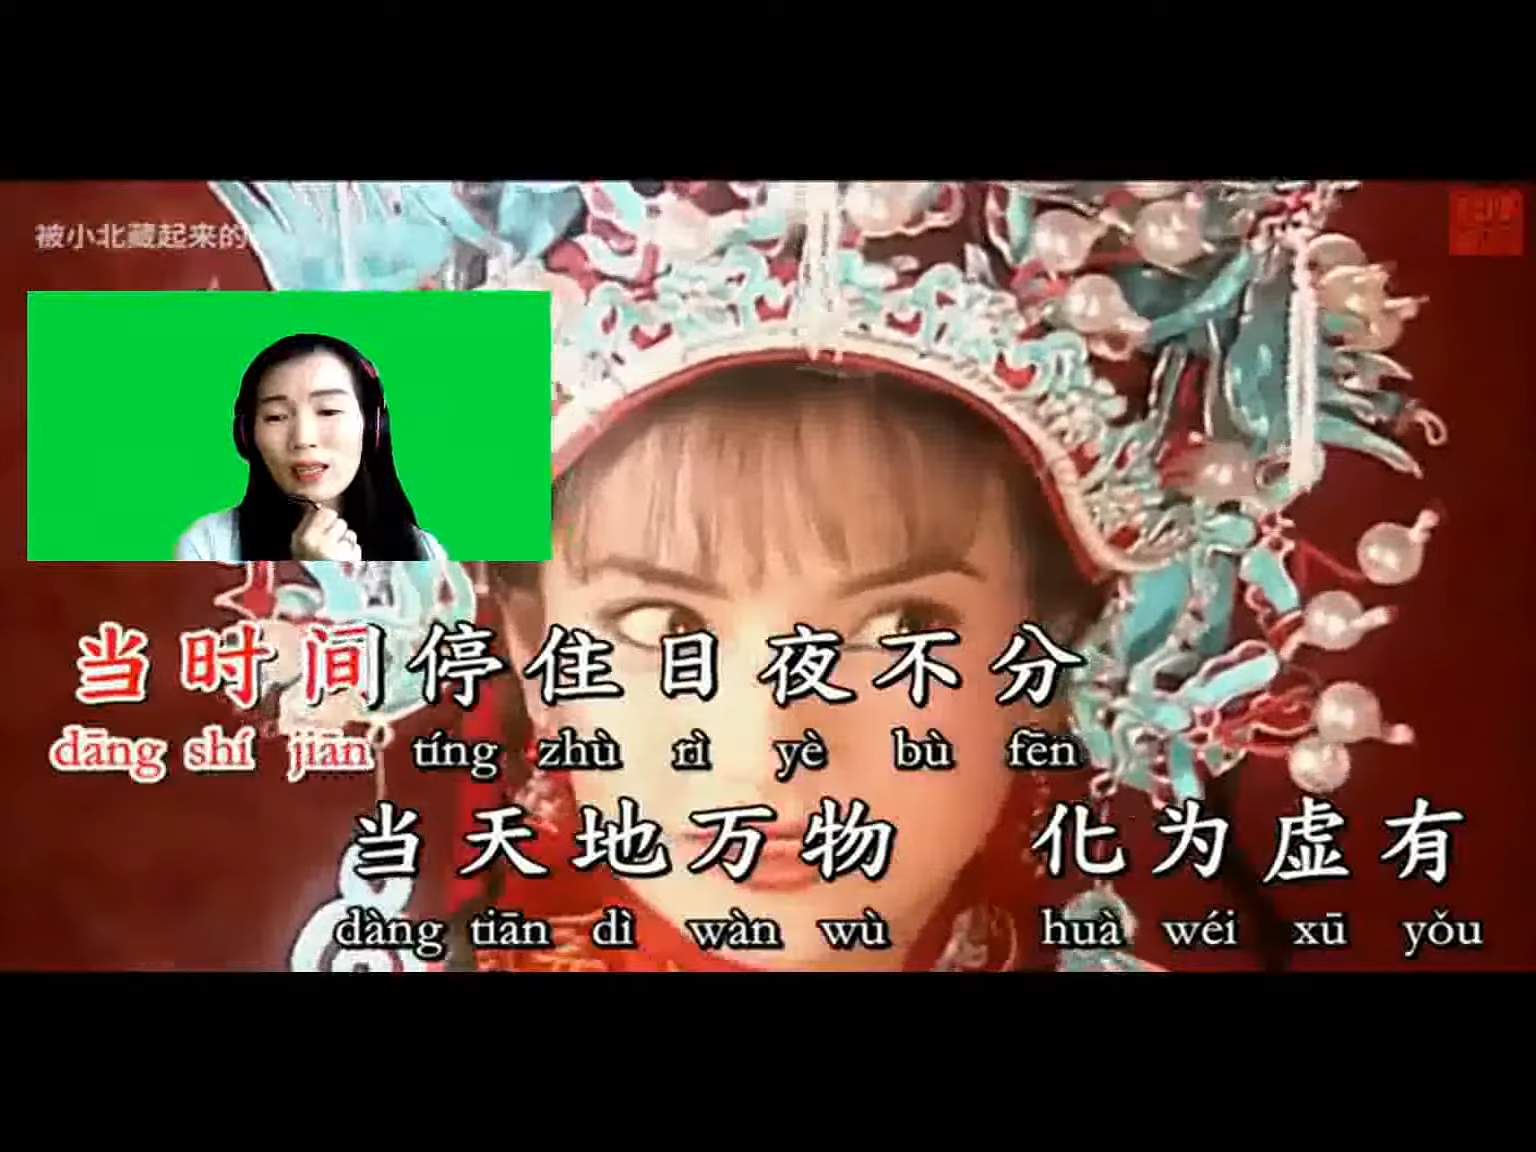 被小北藏起来的
当时间停住日夜不分
dāng shí jiān tíng zhù rì yè bù fēn
当天地万物 化为虚有
dàng tiān dì wàn wù huà wéi xū yǒu